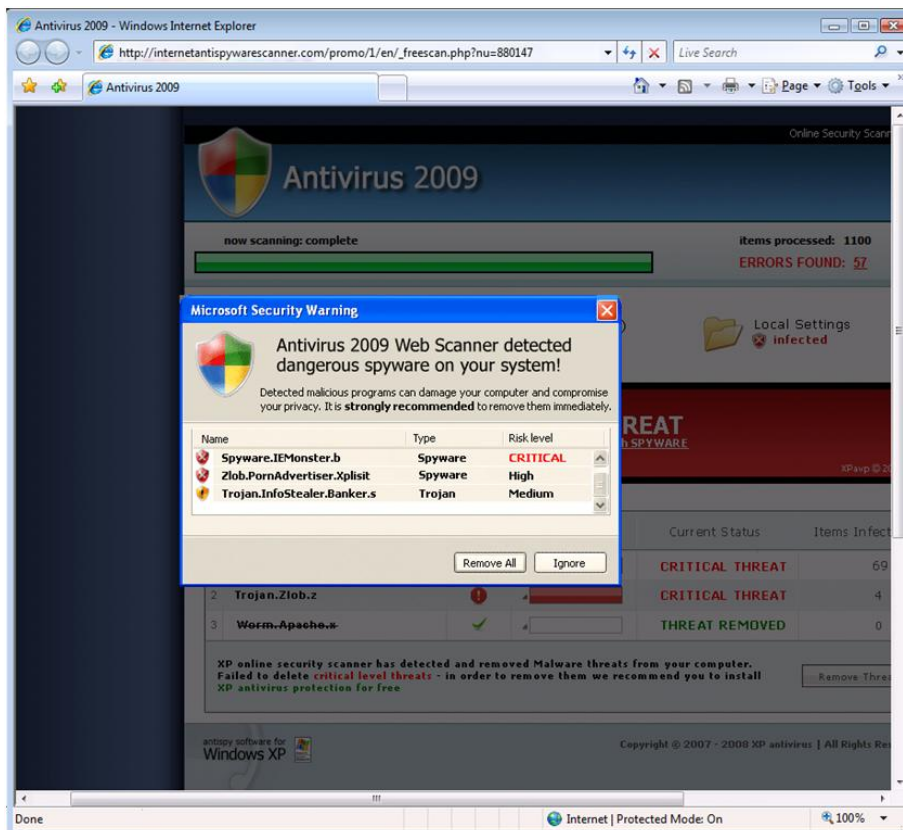 Antivirus 2009 - Windows Internet Explorer
http://internetantispywarescanner.com/promo/1/en/_freescan.php?nu=880147
Live Search
Antivirus 2009
Page
Tools
Online Security
Antivirus 2009
now scanning: complete
items processed: 1100
ERRORS FOUND: 57
Microsoft Security Warning
Antivirus 2009 Web Scanner detected
dangerous spyware on your system!
Detected malicious programs can damage your computer and compromise
your privacy. It is strongly recommended to remove them immediately.
Name Type Risk level
Spyware.IEMonster.b Spyware CRITICAL
Zlob.PornAdvertiser.Xplisit Spyware High
Trojan.InfoStealer.Banker.s Trojan Medium
Remove All Ignore
Local Settings
infected
REAT
h SPYWARE
XPavp © 20
Current Status Items Infect
CRITICAL THREAT 69
2 Trojan.Zlob.z CRITICAL THREAT 4
3 Worm.Apache.x THREAT REMOVED 0
XP online security scanner has detected and removed Malware threats from your computer.
Failed to delete critical level threats - in order to remove them we recommend you to install
XP antivirus protection for free
Remove Threa
antispy software for
Windows XP
Copyright © 2007 - 2008 XP antivirus | All Rights Res
Done
Internet | Protected Mode: On
100%